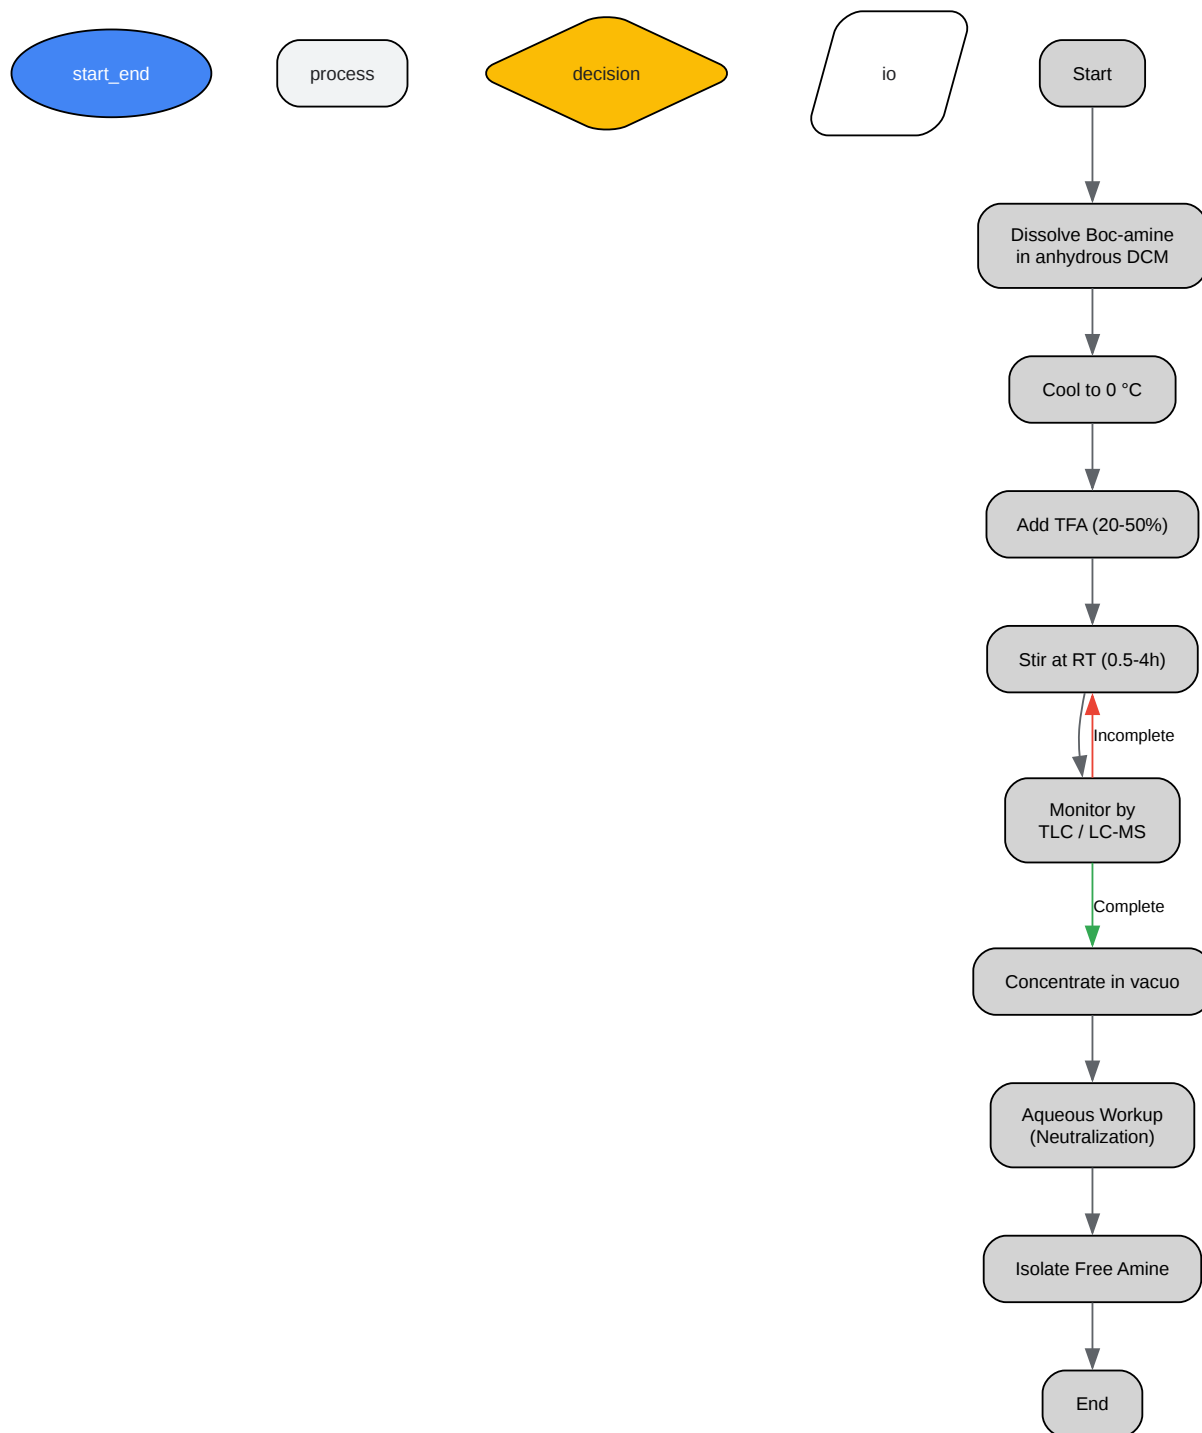 start_end
process
decision
io
Start
Dissolve Boc-amine
in anhydrous DCM
Cool to 0 °C
Add TFA (20-50%)
Stir at RT (0.5-4h)
Incomplete
Monitor by
TLC / LC-MS
Complete
Concentrate in vacuo
Aqueous Workup
(Neutralization)
Isolate Free Amine
End